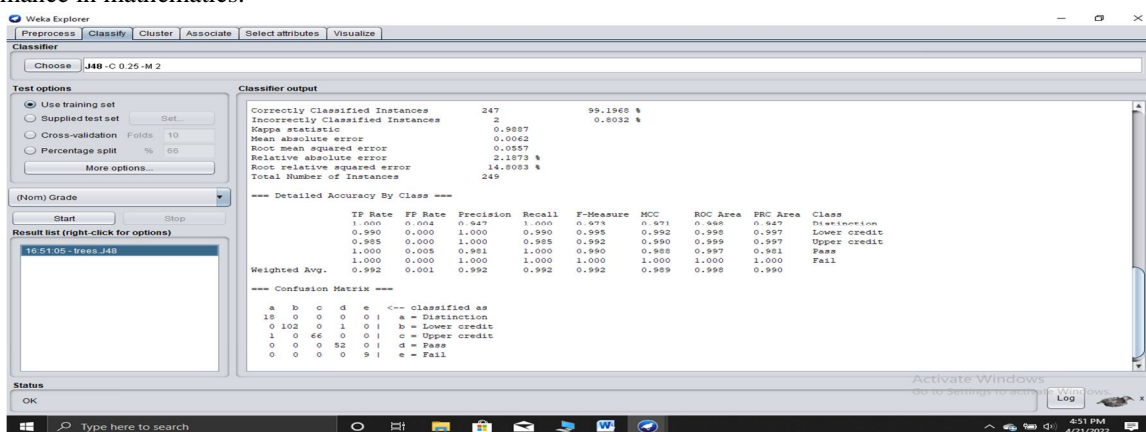 mance in mathematics.
Weka Explorer
Preprocess Classify Cluster Associate Select attributes Visualize
Classifier
Choose J48 -C 0.25 -M 2
Test options
Use training set
Supplied test set Set...
Cross-validation Folds 10
Percentage split % 66
More options...
(Nom) Grade
Start Stop
Result list (right-click for options)
16:51:05 - trees.J48
Classifier output
Correctly Classified Instances 247 99.1968 %
Incorrectly Classified Instances 2 0.8032 %
Kappa statistic 0.9887
Mean absolute error 0.0062
Root mean squared error 0.0557
Relative absolute error 2.1873 %
Root relative squared error 14.8083 %
Total Number of Instances 249
=== Detailed Accuracy By Class ===
TP Rate FP Rate Precision Recall F-Measure MCC ROC Area PRC Area Class
1.000 0.004 0.947 1.000 0.973 0.971 0.998 0.947 Distinction
0.990 0.000 1.000 0.990 0.995 0.992 0.998 0.997 Lower credit
0.985 0.000 1.000 0.985 0.992 0.990 0.999 0.997 Upper credit
1.000 0.005 0.981 1.000 0.990 0.988 0.997 0.981 Pass
1.000 0.000 1.000 1.000 1.000 1.000 1.000 1.000 Fail
Weighted Avg. 0.992 0.001 0.992 0.992 0.992 0.989 0.998 0.990
=== Confusion Matrix ===
a b c d e <-- classified as
18 0 0 0 0 | a = Distinction
0 102 0 1 0 | b = Lower credit
1 0 66 0 0 | c = Upper credit
0 0 0 52 0 | d = Pass
0 0 0 0 9 | e = Fail
Activate Windows
Go to Settings to activate Windows.
Status
OK
Log x
Type here to search
4:51 PM
4/21/2022